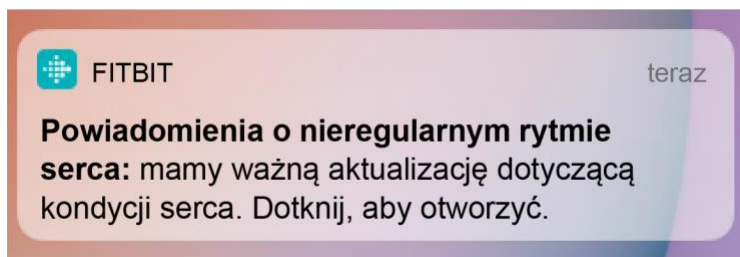 FITBIT teraz
Powiadomienia o nieregularnym rytmie
serca: mamy ważną aktualizację dotyczącą
kondycji serca. Dotknij, aby otworzyć.